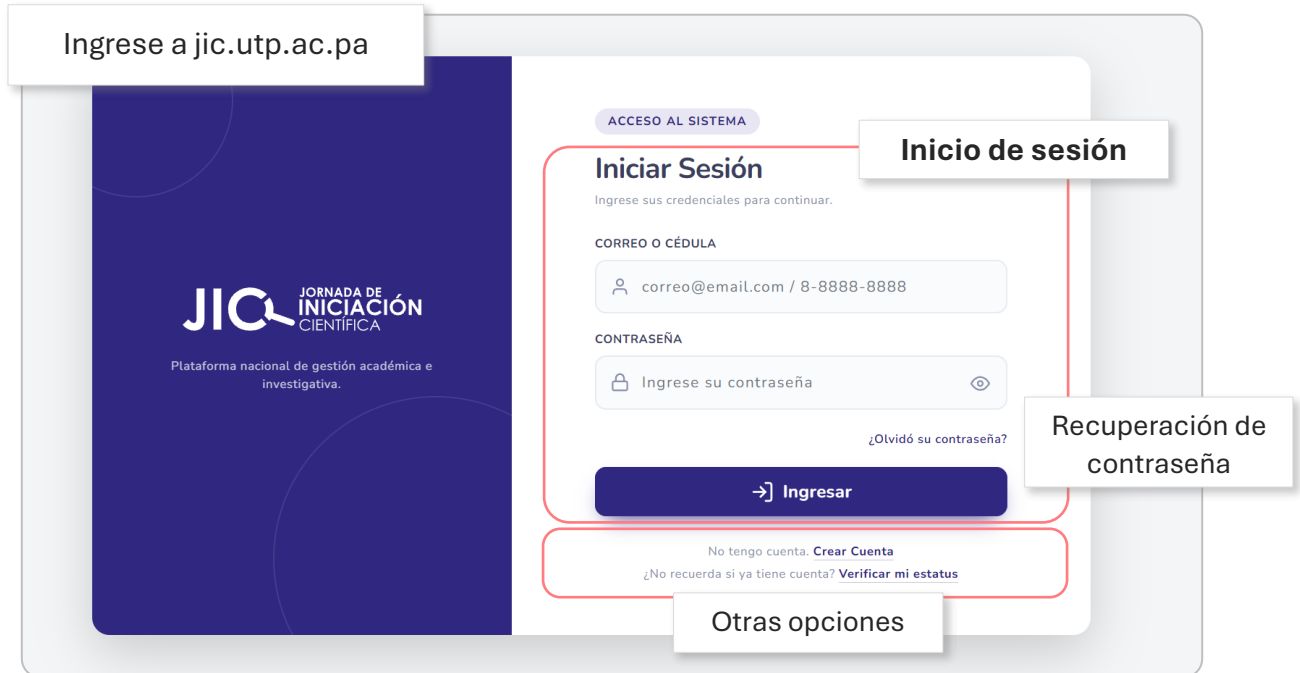 Ingrese a jic.utp.ac.pa
ACCESO AL SISTEMA
Inicio de sesión
Iniciar Sesión
Ingrese sus credenciales para continuar.
CORREO O CÉDULA
correo@email.com / 8-8888-8888
JIC JORNADA DE
INICIACIÓN
CIENTÍFICA
Plataforma nacional de gestión académica e
investigativa.
CONTRASEÑA
Ingrese su contraseña
¿Olvidó su contraseña?
Recuperación de
contraseña
Ingresar
No tengo cuenta. Crear Cuenta
¿No recuerda si ya tiene cuenta? Verificar mi estatus
Otras opciones